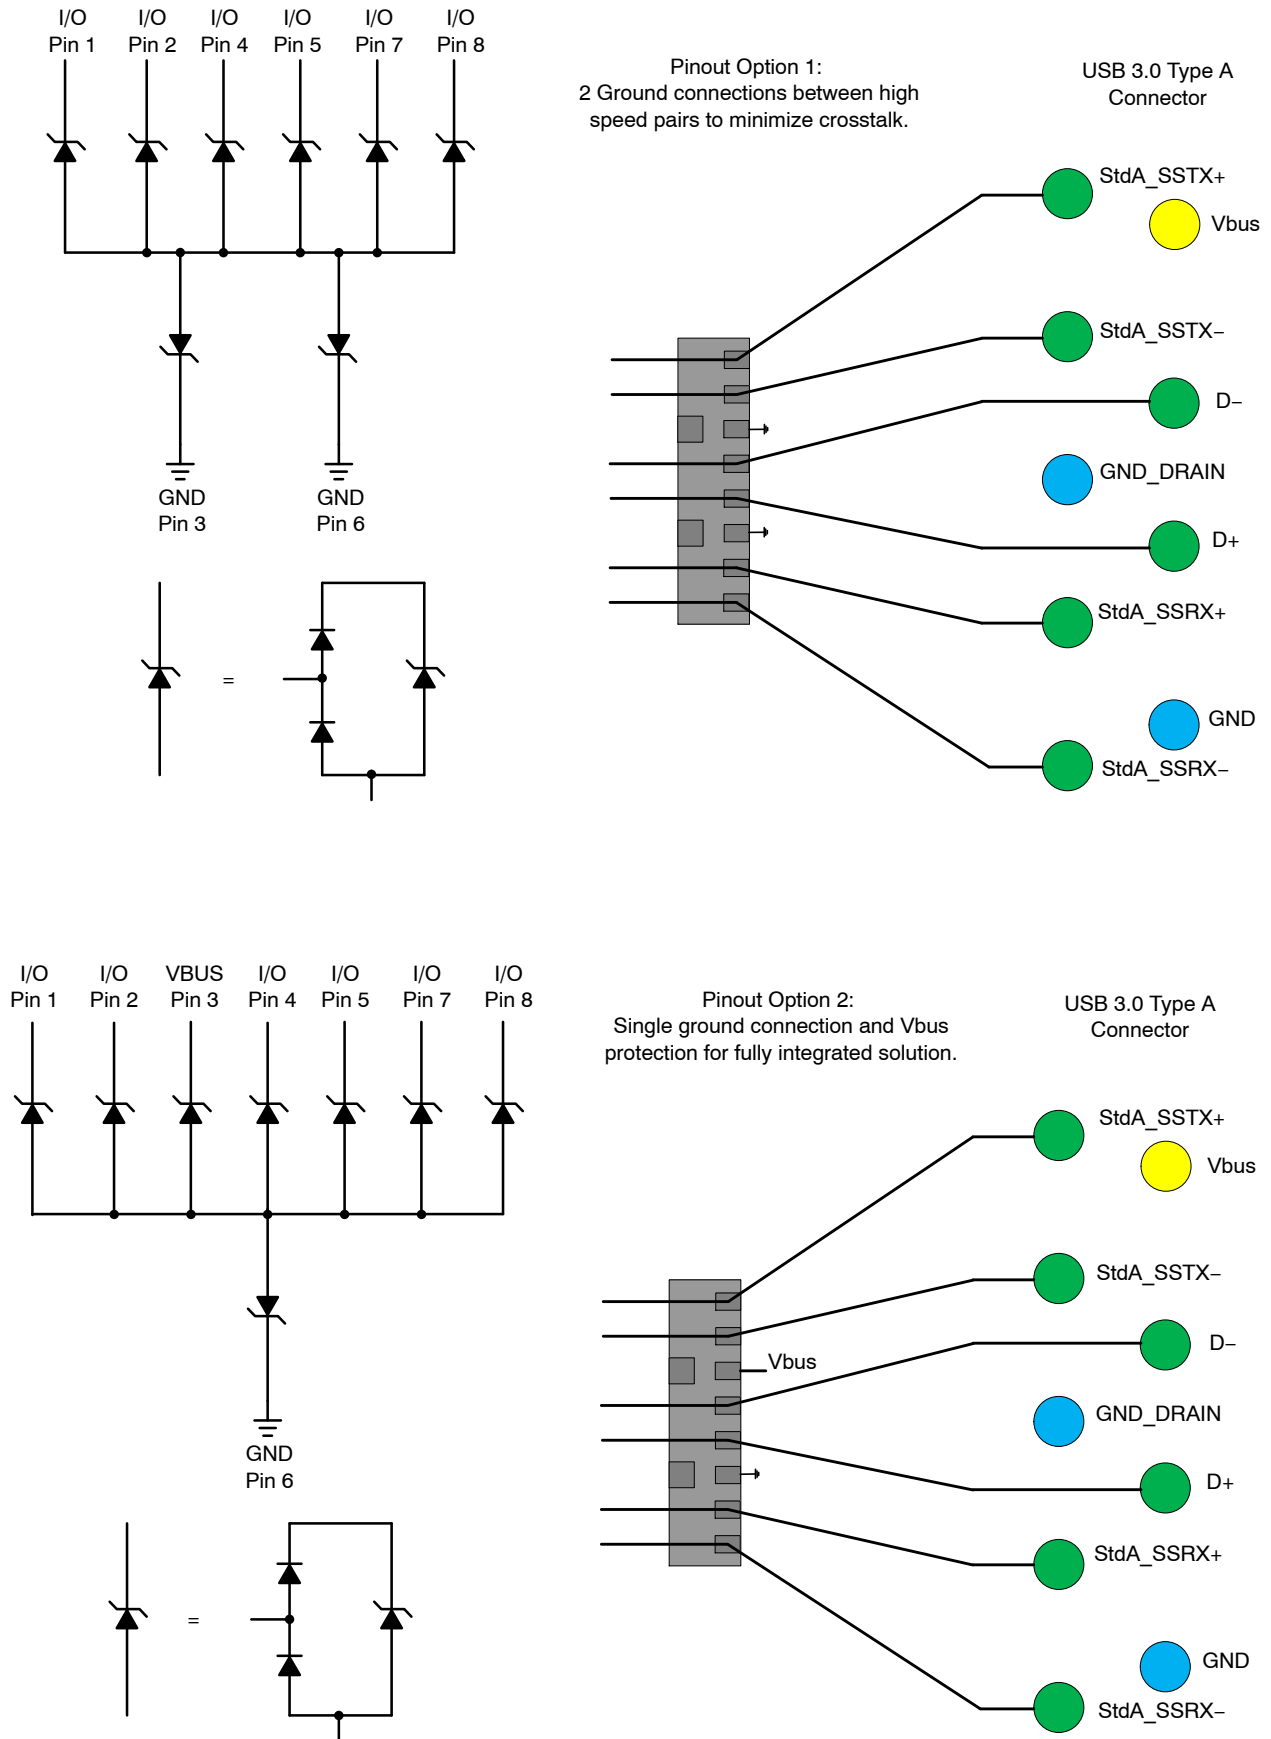 I/O I/O I/O I/O I/O I/O
Pin 1 Pin 2 Pin 4 Pin 5 Pin 7 Pin 8
GND GND
Pin 3 Pin 6
=
Pinout Option 1:
2 Ground connections between high
speed pairs to minimize crosstalk.
USB 3.0 Type A
Connector
StdA_SSTX+
Vbus
StdA_SSTX−
D−
GND_DRAIN
D+
StdA_SSRX+
GND
StdA_SSRX−
I/O I/O VBUS I/O I/O I/O I/O
Pin 1 Pin 2 Pin 3 Pin 4 Pin 5 Pin 7 Pin 8
GND
Pin 6
=
Pinout Option 2:
Single ground connection and Vbus
protection for fully integrated solution.
Vbus
USB 3.0 Type A
Connector
StdA_SSTX+
Vbus
StdA_SSTX−
D−
GND_DRAIN
D+
StdA_SSRX+
GND
StdA_SSRX−